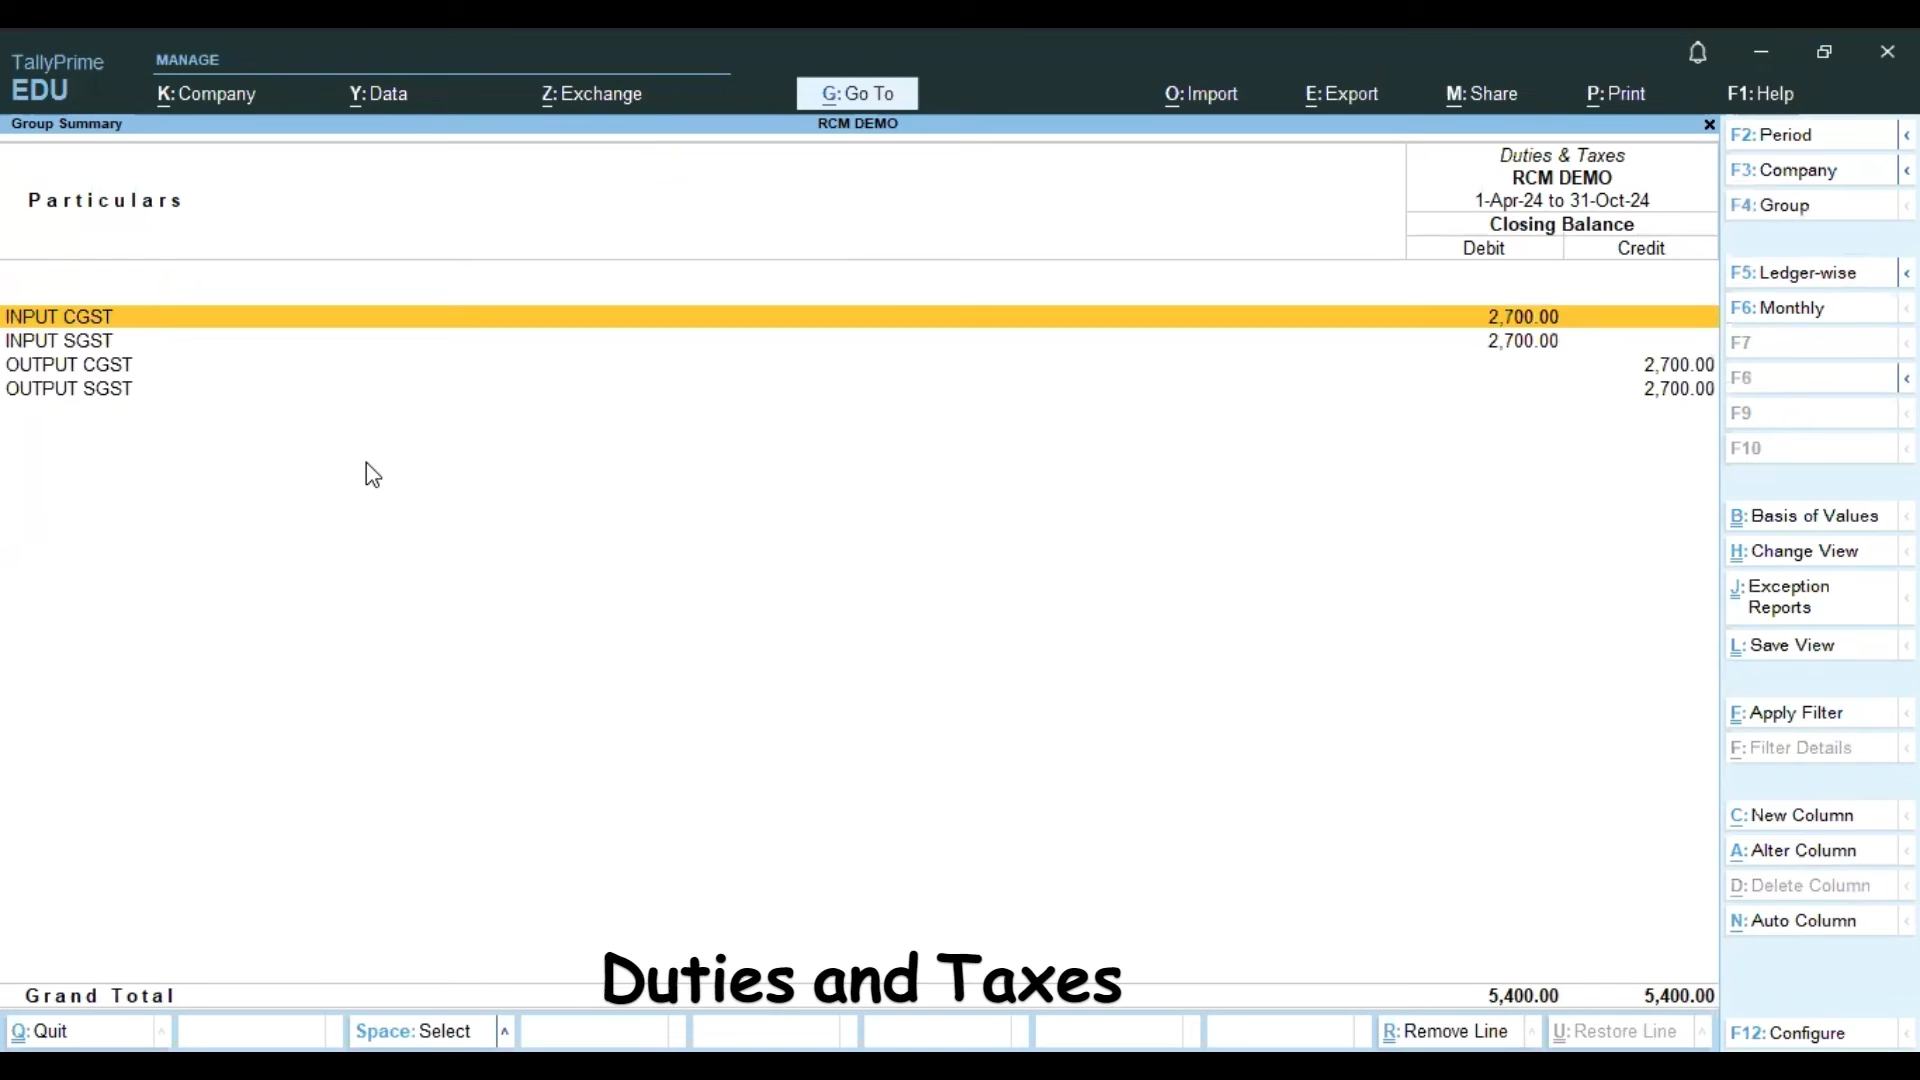 TallyPrime
EDU
MANAGE
K: Company
Y: Data
Z: Exchange
G: Go To
O: Import
E: Export
M: Share
P: Print
F1: Help
Group Summary
RCM DEMO
Particulars
Duties & Taxes
RCM DEMO
1-Apr-24 to 31-Oct-24
Closing Balance
Debit Credit
INPUT CGST 2,700.00
INPUT SGST 2,700.00
OUTPUT CGST 2,700.00
OUTPUT SGST 2,700.00
Duties and Taxes
Grand Total 5,400.00 5,400.00
Q: Quit
Space: Select
R: Remove Line
U: Restore Line
F2: Period
F3: Company
F4: Group
F5: Ledger-wise
F6: Monthly
F7
F6
F9
F10
B: Basis of Values
H: Change View
J: Exception
Reports
L: Save View
F: Apply Filter
F: Filter Details
C: New Column
A: Alter Column
D: Delete Column
N: Auto Column
F12: Configure